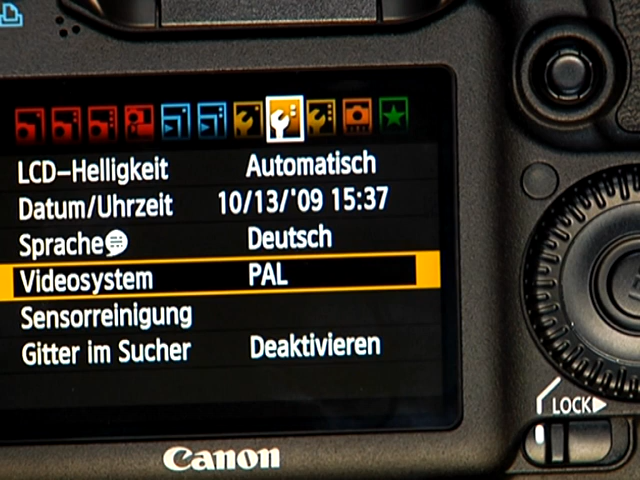 LCD-Helligkeit Automatisch
Datum/Uhrzeit 10/13/'09 15:37
Sprache Deutsch
Videosystem PAL
Sensorreinigung
Gitter im Sucher Deaktivieren
LOCK
Canon